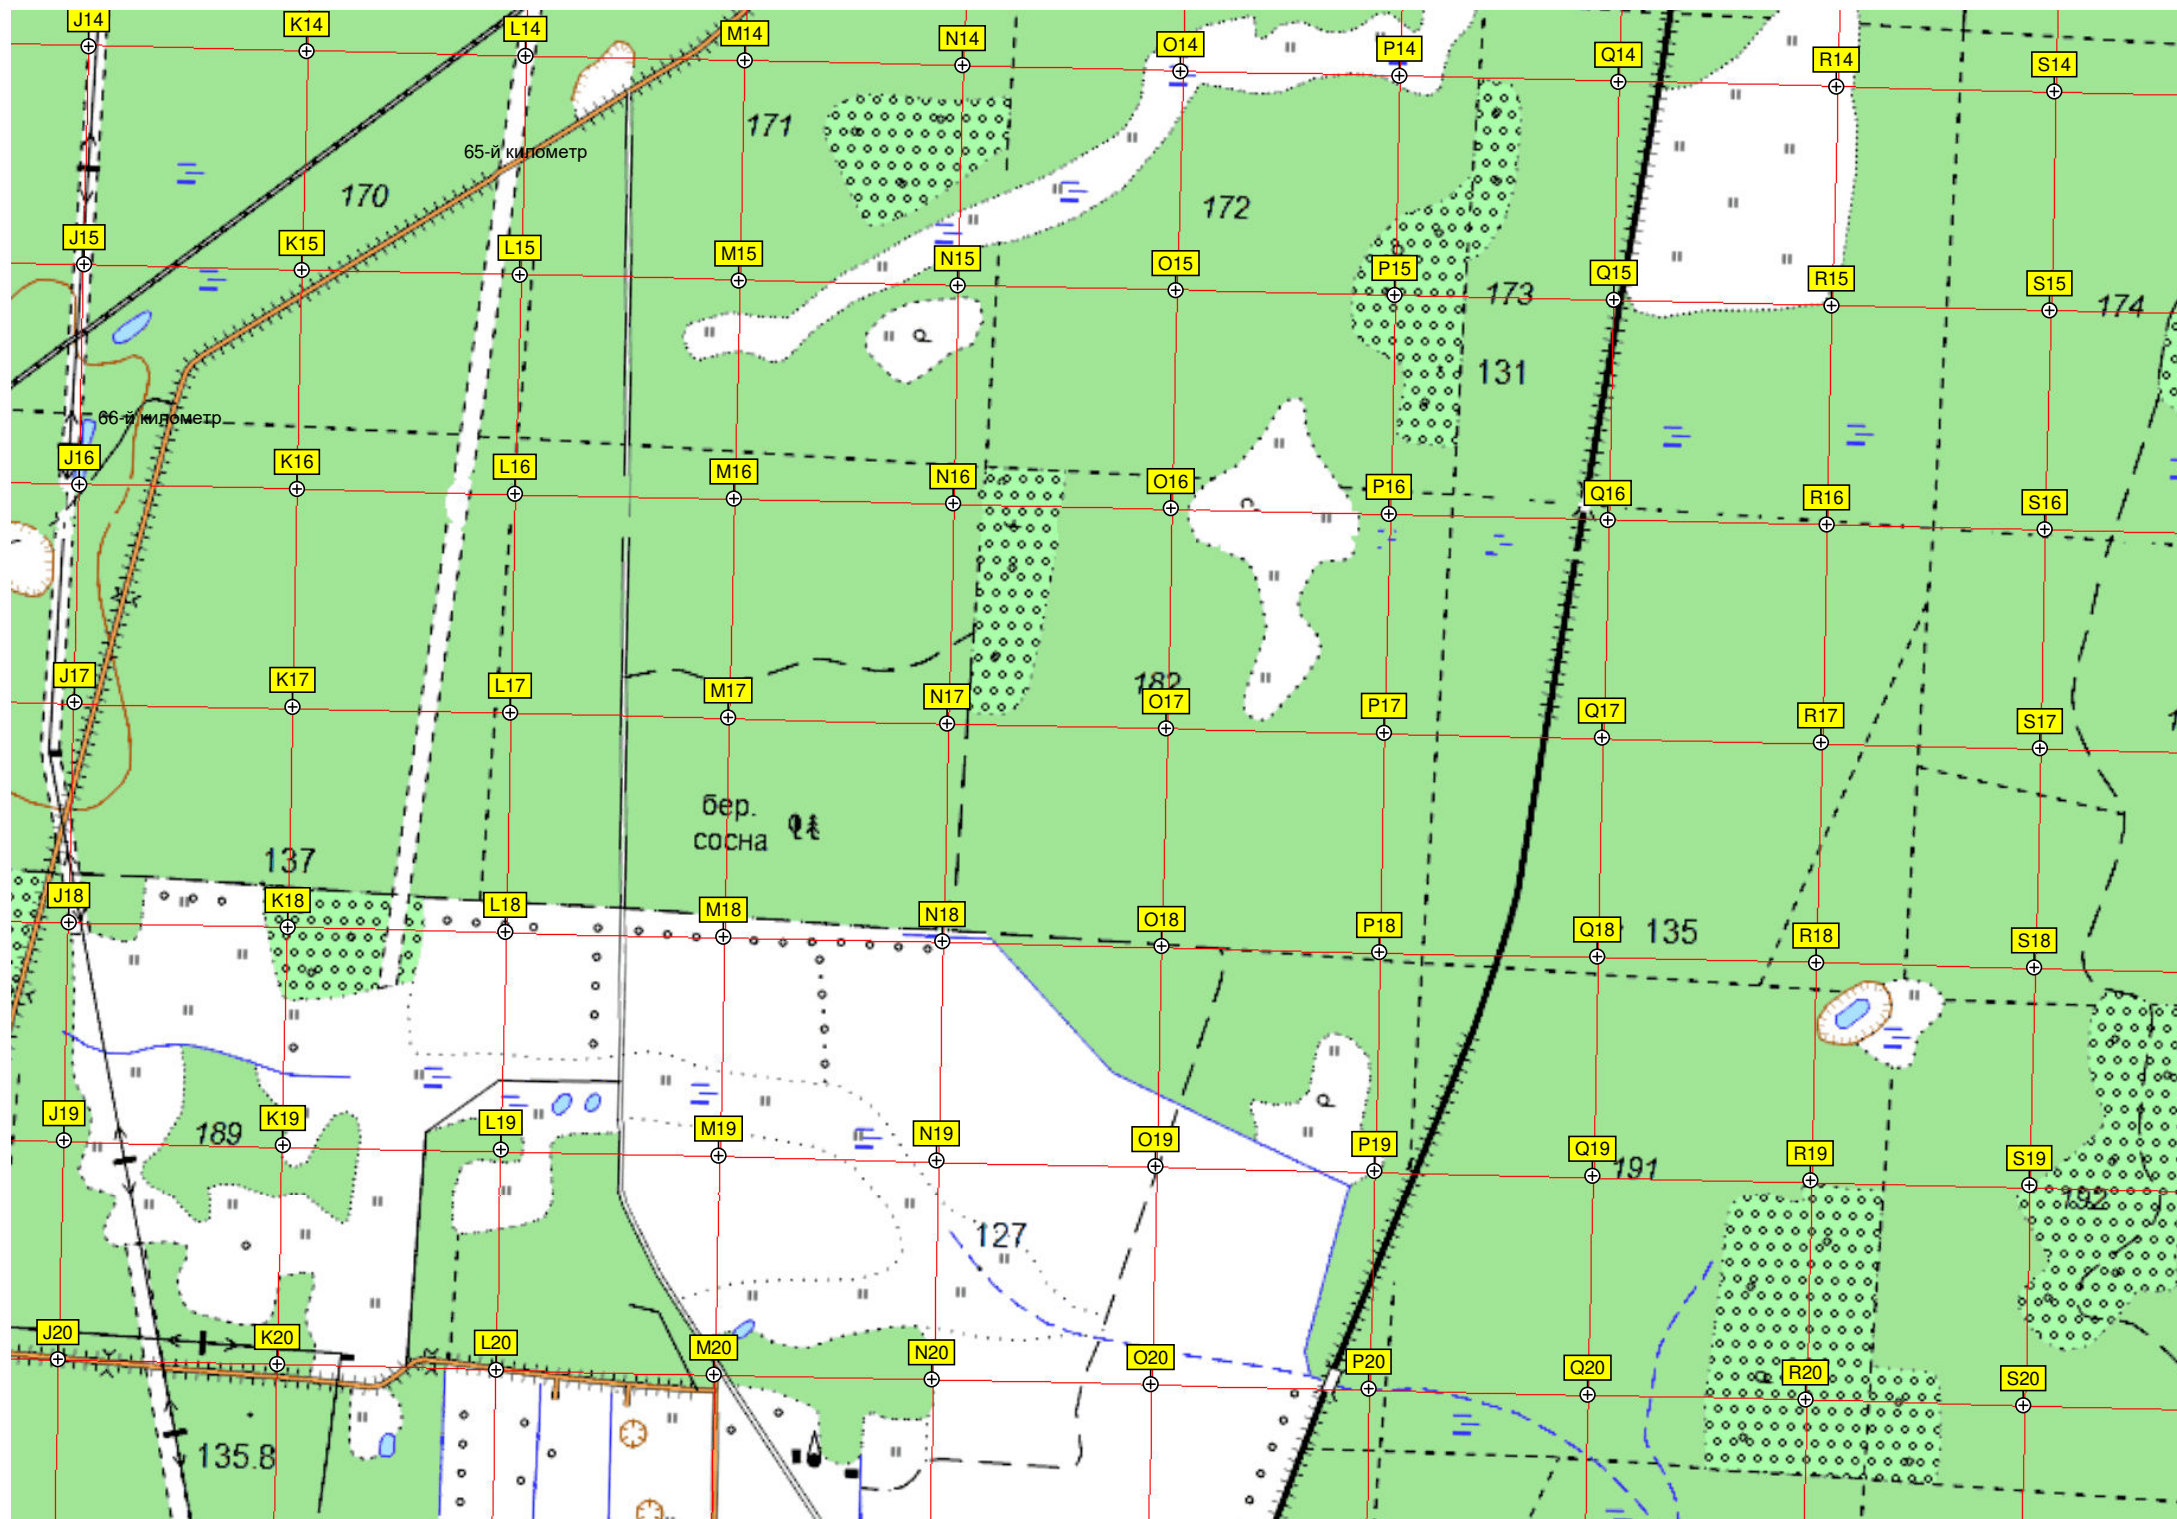 J14 K14 L14 M14 N14 O14 P14 Q14 R14 S14
171
65-й километр
170
172
J15 K15 L15 M15 N15 O15 P15 Q15 R15 S15
173
174
131
66-й километр
J16 K16 L16 M16 N16 O16 P16 Q16 R16 S16
182
J17 K17 L17 M17 N17 O17 P17 Q17 R17 S17
бер.
сосна
137
J18 K18 L18 M18 N18 O18 P18 Q18 R18 S18
135
J19 K19 L19 M19 N19 O19 P19 Q19 R19 S19
189
191
192
127
J20 K20 L20 M20 N20 O20 P20 Q20 R20 S20
135.8